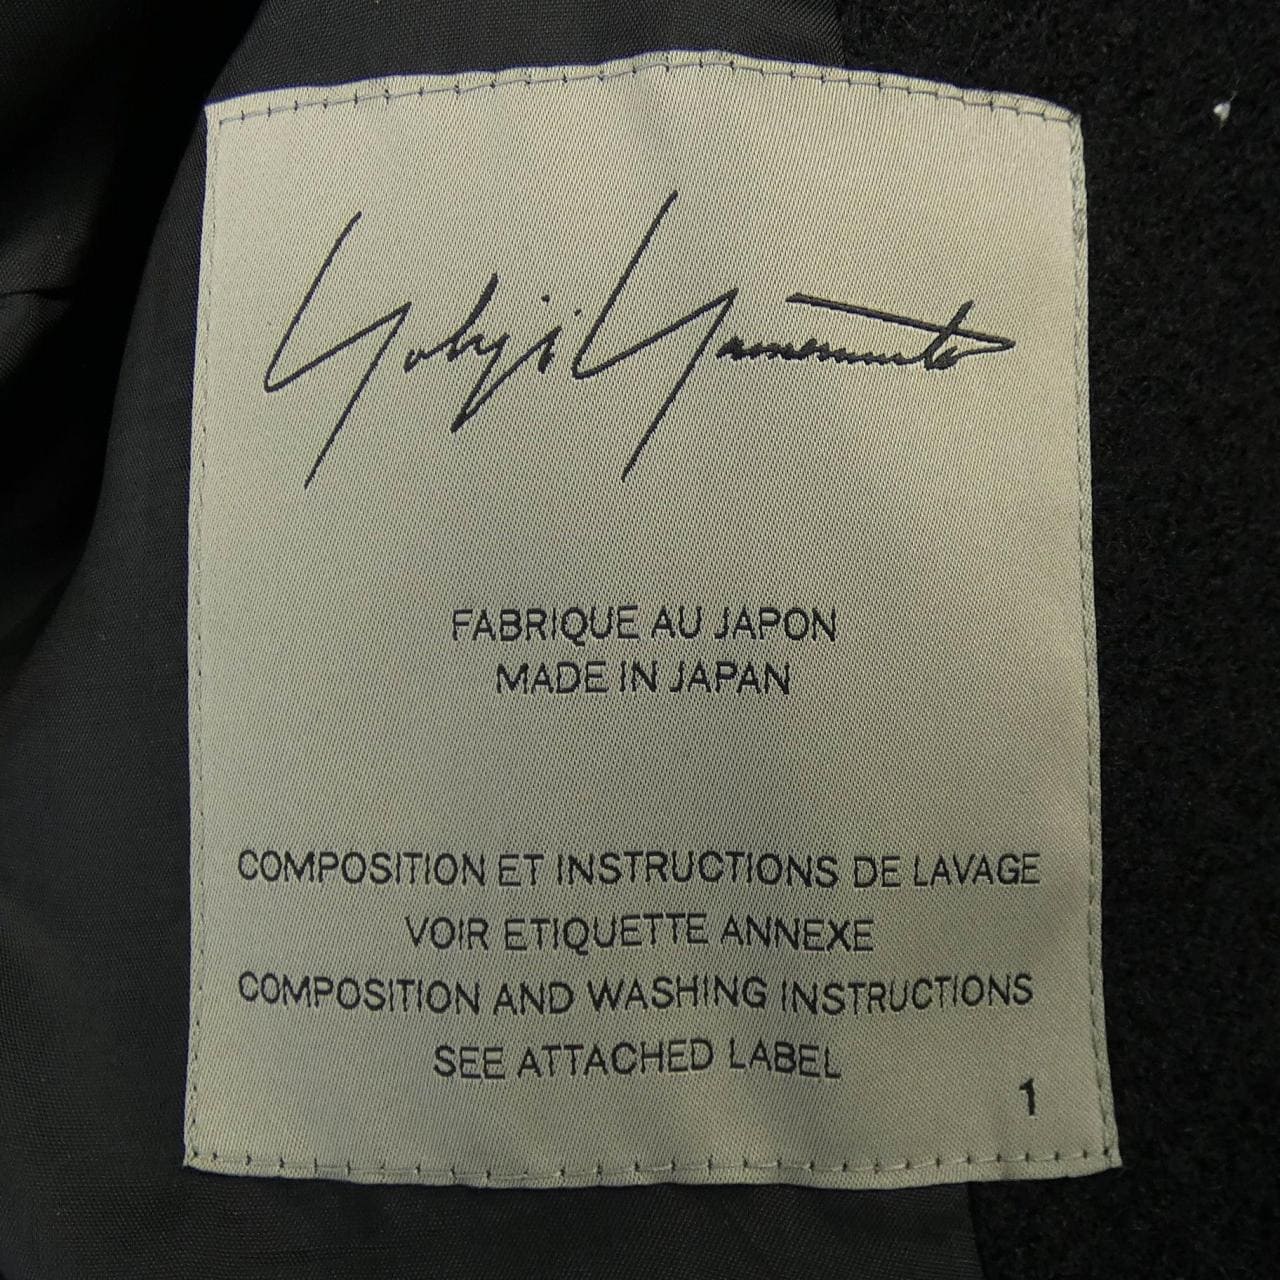 Yohji Yamamoto
FABRIQUE AU JAPON
MADE IN JAPAN
COMPOSITION ET INSTRUCTIONS DE LAVAGE
VOIR ETIQUETTE ANNEXE
COMPOSITION AND WASHING INSTRUCTIONS
SEE ATTACHED LABEL
1